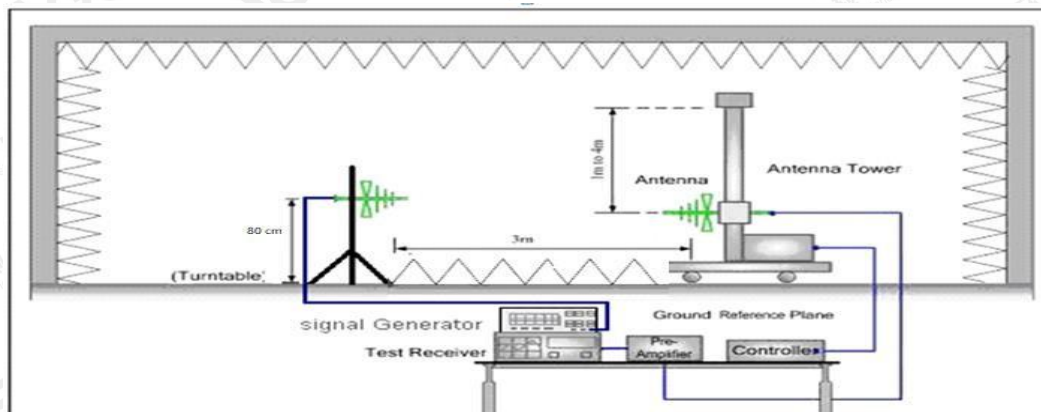 1m to 4m
Antenna
Antenna Tower
80 cm
3m
(Turntable)
signal Generator
Ground Reference Plane
Test Receiver
Pre-
Amplifier
Controller